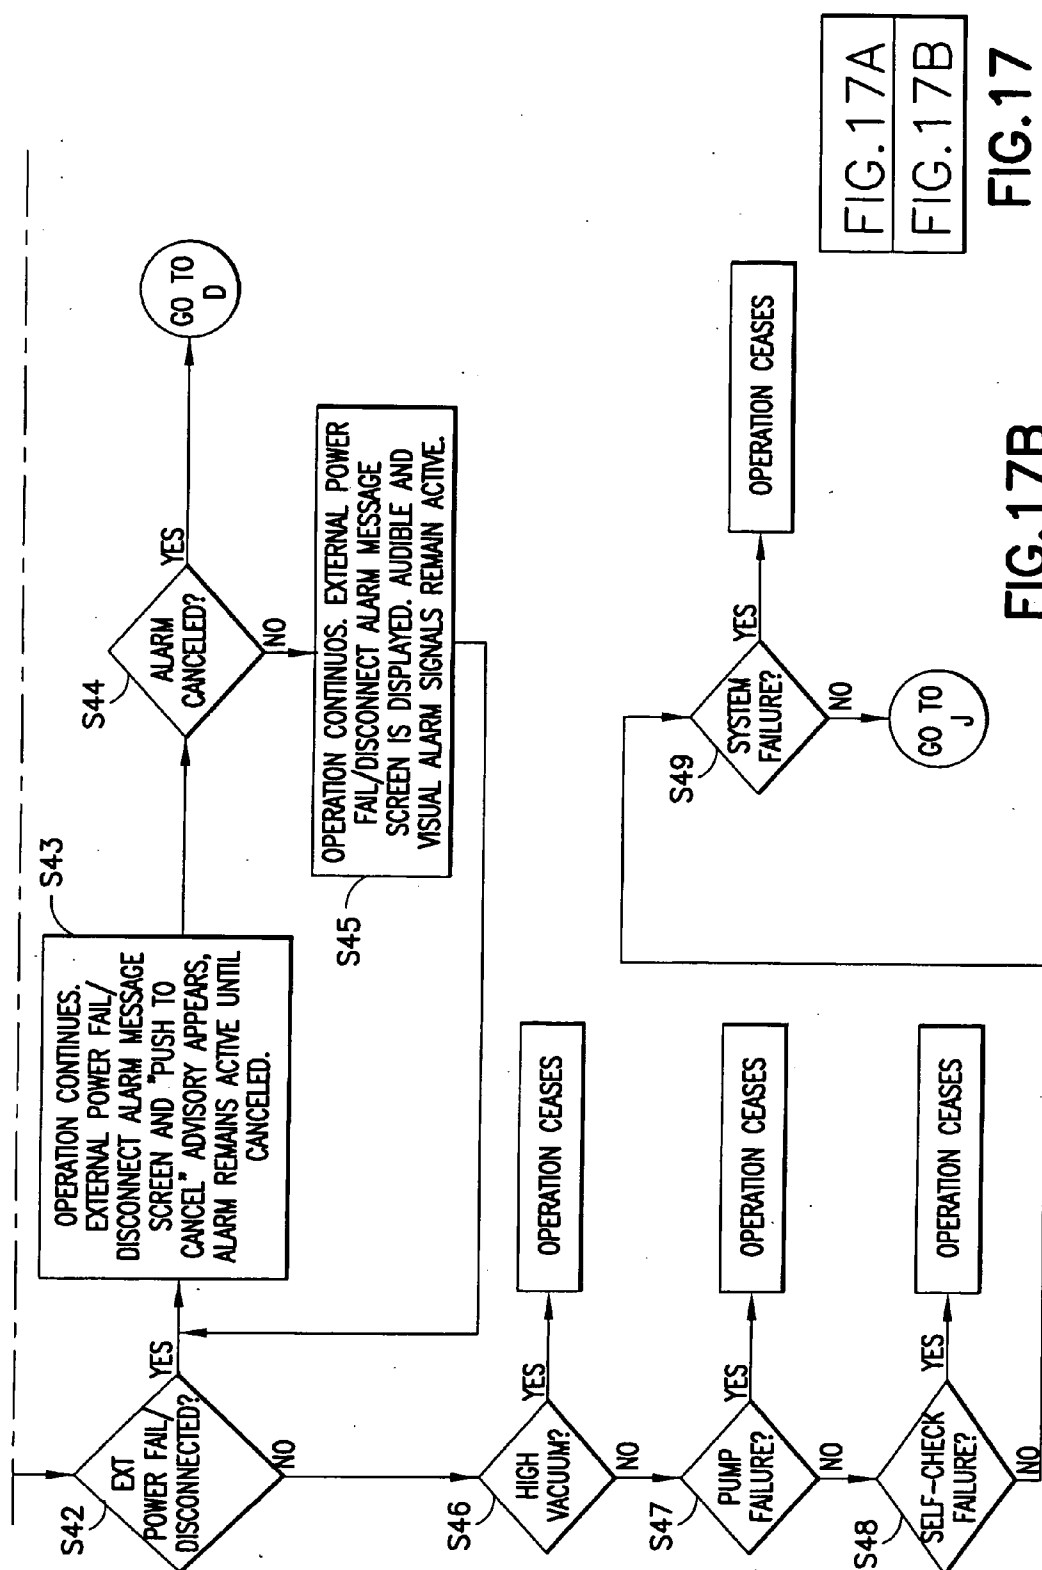 S42
EXT
POWER FAIL/
DISCONNECTED?
YES
NO
S43
OPERATION CONTINUES.
EXTERNAL POWER FAIL/
DISCONNECT ALARM MESSAGE
SCREEN AND "PUSH TO
CANCEL" ADVISORY APPEARS,
ALARM REMAINS ACTIVE UNTIL
CANCELED.
S44
ALARM
CANCELED?
YES
NO
GO TO
D
S45
OPERATION CONTINUOS. EXTERNAL POWER
FAIL/DISCONNECT ALARM MESSAGE
SCREEN IS DISPLAYED. AUDIBLE AND
VISUAL ALARM SIGNALS REMAIN ACTIVE.
S46
HIGH
VACUUM?
YES
NO
OPERATION CEASES
S47
PUMP
FAILURE?
YES
NO
OPERATION CEASES
S48
SELF-CHECK
FAILURE?
YES
NO
OPERATION CEASES
S49
SYSTEM
FAILURE?
YES
NO
OPERATION CEASES
GO TO
J
FIG.17B
FIG.17A
FIG.17B
FIG.17